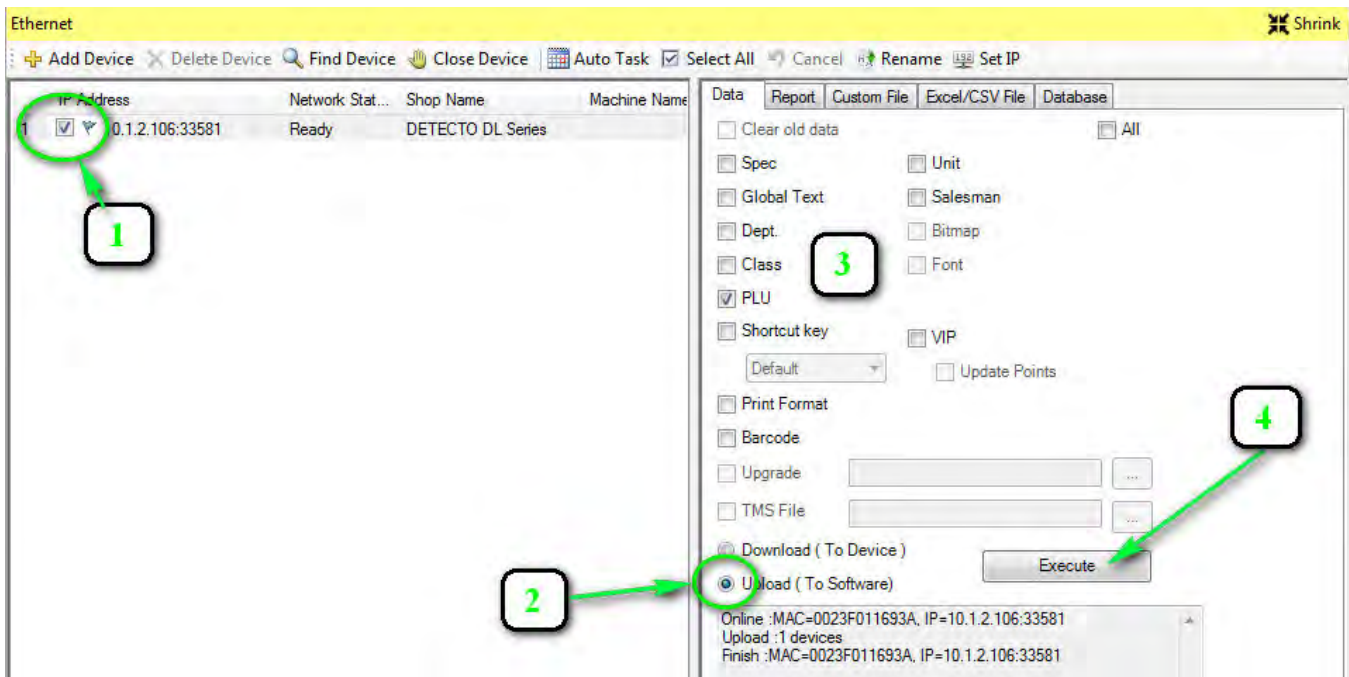 Ethernet
Shrink
Add Device Delete Device Find Device Close Device Auto Task Select All Cancel Rename Set IP
IP Address Network Stat... Shop Name Machine Name
1 0.1.2.106:33581 Ready DETECTO DL Series
1
2
Data Report Custom File Excel/CSV File Database
Clear old data All
Spec Unit
Global Text Salesman
Dept. Bitmap
Class Font
3
PLU
Shortcut key VIP
Default Update Points
Print Format
Barcode
4
Upgrade ...
TMS File ...
Download ( To Device )
Execute
Upload ( To Software)
Online :MAC=0023F011693A, IP=10.1.2.106:33581
Upload :1 devices
Finish :MAC=0023F011693A, IP=10.1.2.106:33581